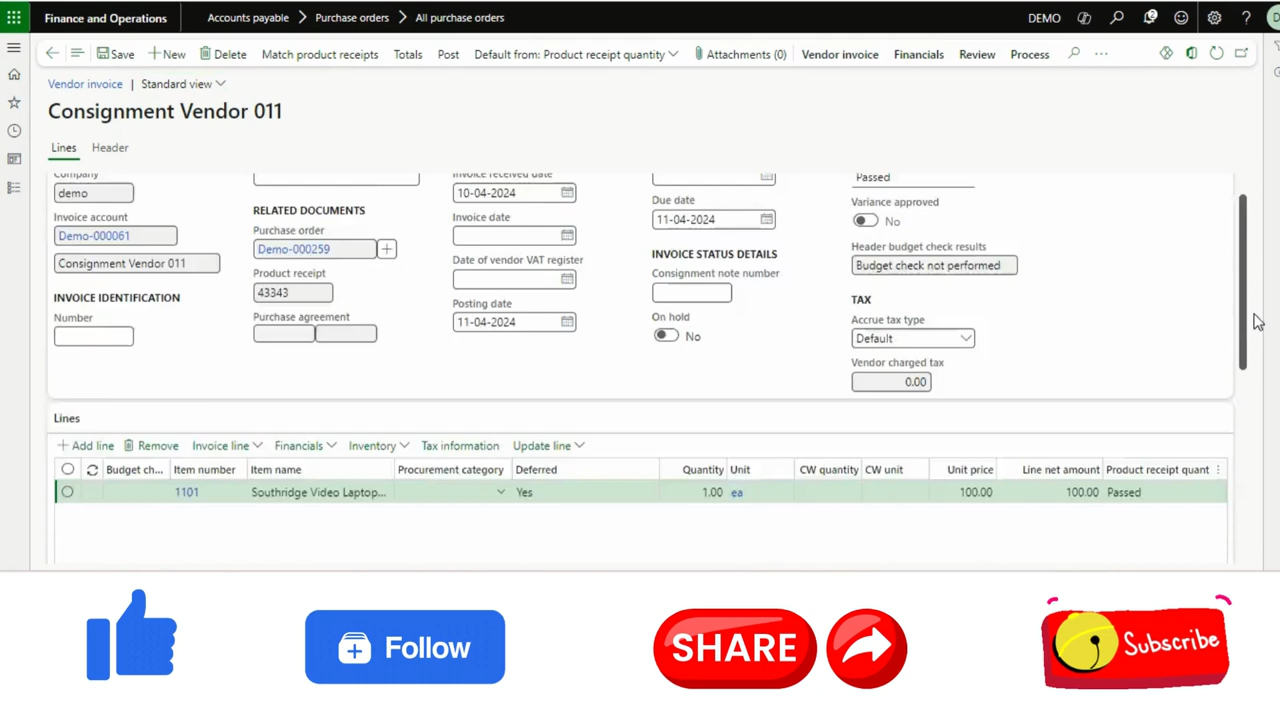 Finance and Operations
Accounts payable
Purchase orders
All purchase orders
DEMO
2
?
D
Save
New
Delete
Match product receipts
Totals
Post
Default from: Product receipt quantity
Attachments (0)
Vendor invoice
Financials
Review
Process
Vendor invoice | Standard view
Consignment Vendor 011
Lines
Header
Company
demo
Invoice account
Demo-000061
Consignment Vendor 011
INVOICE IDENTIFICATION
Number
RELATED DOCUMENTS
Purchase order
Demo-000259
Product receipt
43343
Purchase agreement
Invoice received date
10-04-2024
Invoice date
Date of vendor VAT register
Posting date
11-04-2024
Due date
11-04-2024
INVOICE STATUS DETAILS
Consignment note number
On hold
No
Passed
Variance approved
No
Header budget check results
Budget check not performed
TAX
Accrue tax type
Default
Vendor charged tax
0.00
Lines
Add line
Remove
Invoice line
Financials
Inventory
Tax information
Update line
Budget ch... Item number Item name Procurement category Deferred Quantity Unit CW quantity CW unit Unit price Line net amount Product receipt quant
1101 Southridge Video Laptop... Yes 1.00 ea 100.00 100.00 Passed
Follow
SHARE
Subscribe